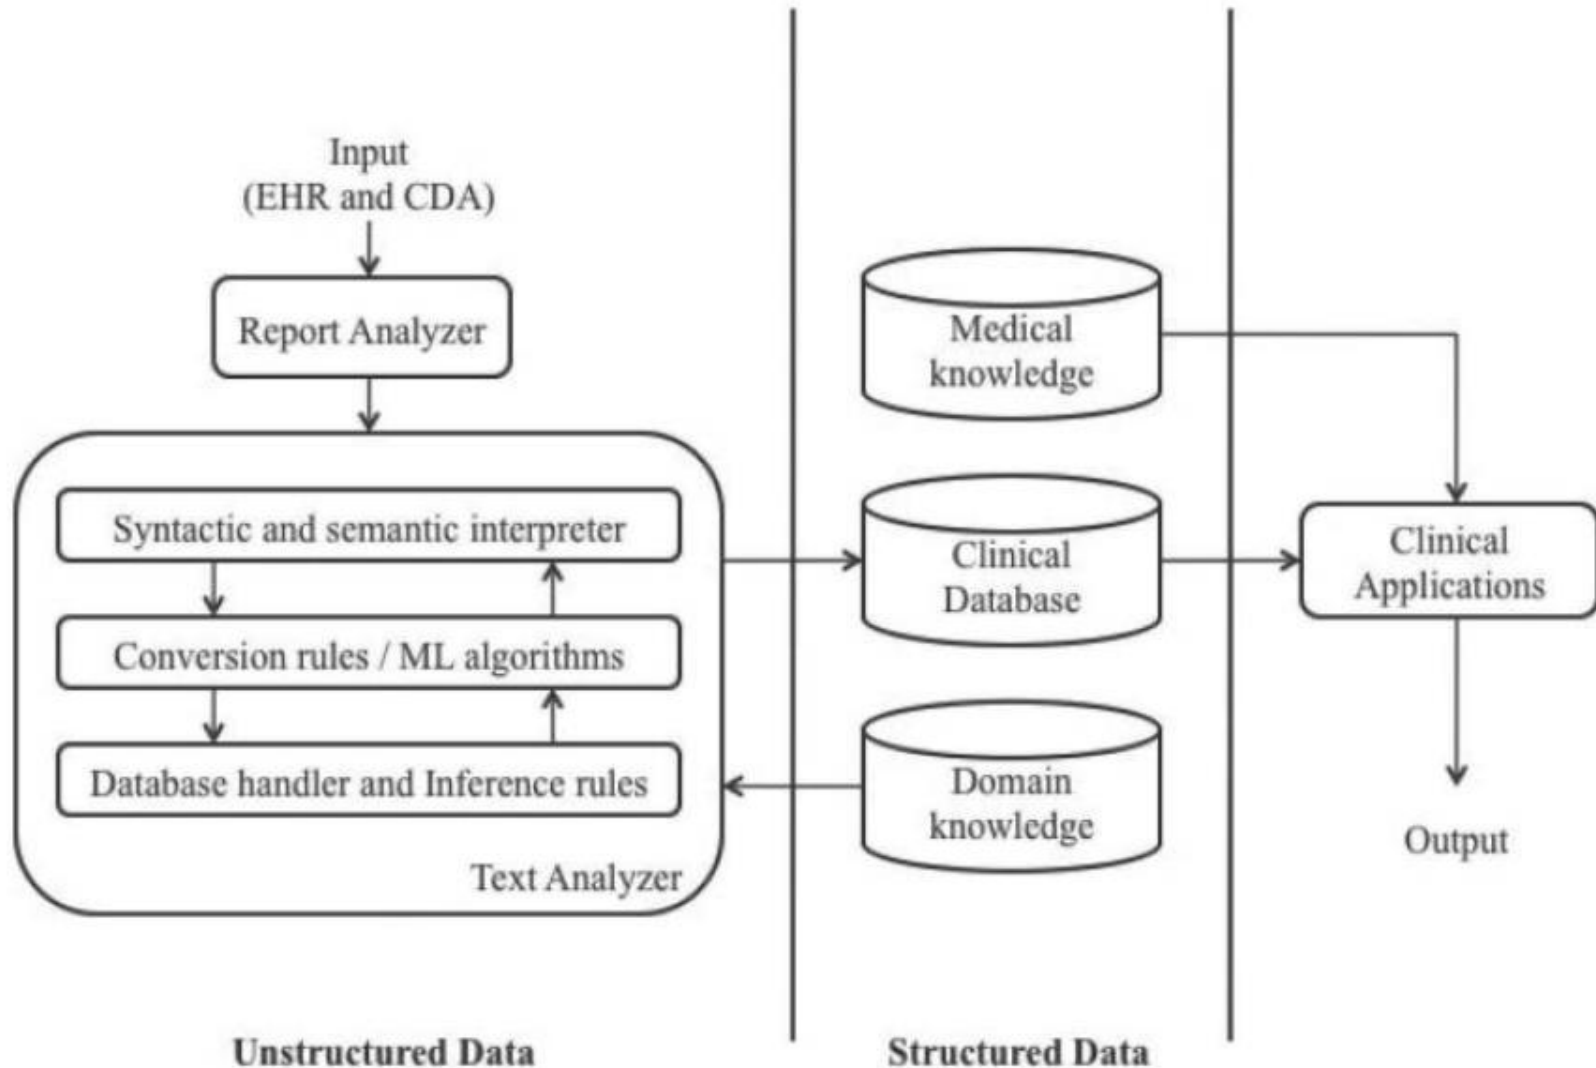 Input
(EHR and CDA)
Report Analyzer
Syntactic and semantic interpreter
Conversion rules / ML algorithms
Database handler and Inference rules
Text Analyzer
Unstructured Data
Medical
knowledge
Clinical
Database
Domain
knowledge
Structured Data
Clinical
Applications
Output